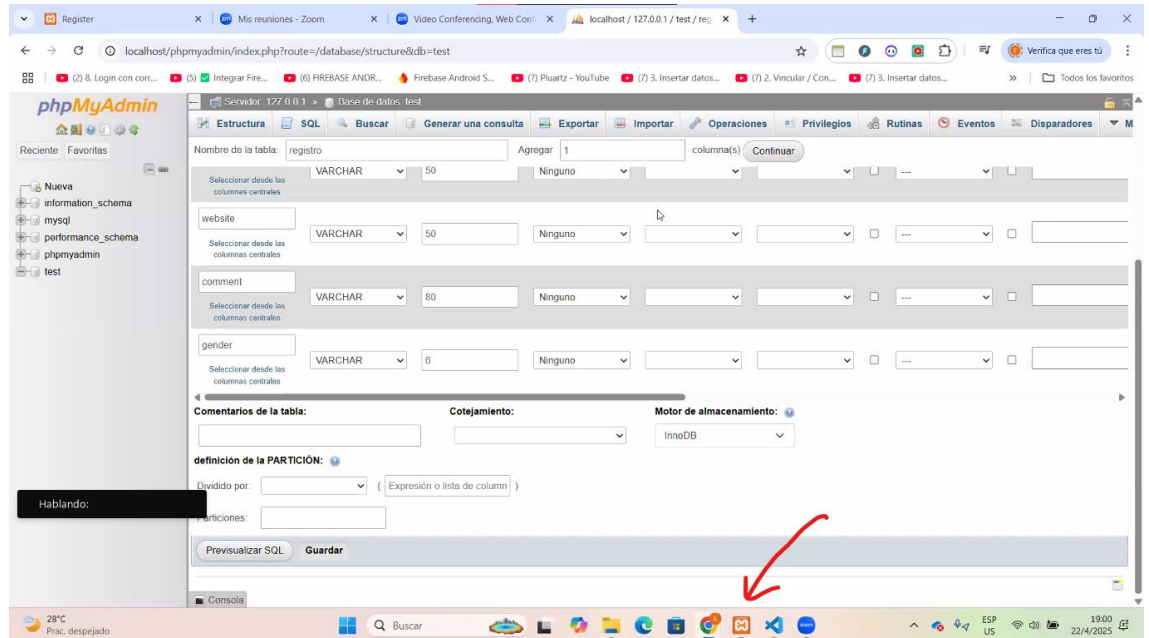 Register
Mis reuniones - Zoom
Video Conferencing, Web Conf
localhost / 127.0.0.1 / test / reg
localhost/phpmyadmin/index.php?route=/database/structure&db=test
Verifica que eres tú
(2) 8. Login con corr...
(5) Integrar Fire...
(6) FIREBASE ANDR...
Firebase Android S...
(7) Pluartz - YouTube
(7) 3. Insertar datos...
(7) 2. Vincular / Con...
(7) 3. Insertar datos...
»
Todos los favoritos
phpMyAdmin
Reciente Favoritas
Nueva
information_schema
mysql
performance_schema
phpmyadmin
test
Servidor: 127.0.0.1 » Base de datos: test
Estructura SQL Buscar Generar una consulta Exportar Importar Operaciones Privilegios Rutinas Eventos Disparadores M
Nombre de la tabla: registro Agregar 1 columna(s) Continuar
VARCHAR 50 Ninguno ---
Seleccionar desde las
columnas centrales
website
VARCHAR 50 Ninguno ---
Seleccionar desde las
columnas centrales
comment
VARCHAR 80 Ninguno ---
Seleccionar desde las
columnas centrales
gender
VARCHAR 6 Ninguno ---
Seleccionar desde las
columnas centrales
Comentarios de la tabla: Cotejamiento: Motor de almacenamiento:
InnoDB
definición de la PARTICIÓN:
Dividido por: ( Expresión o lista de column )
Particiones:
Previsualizar SQL Guardar
Consola
Hablando:
28°C
Prac. despejado
Buscar
zoom
ESP
US
19:00
22/4/2025